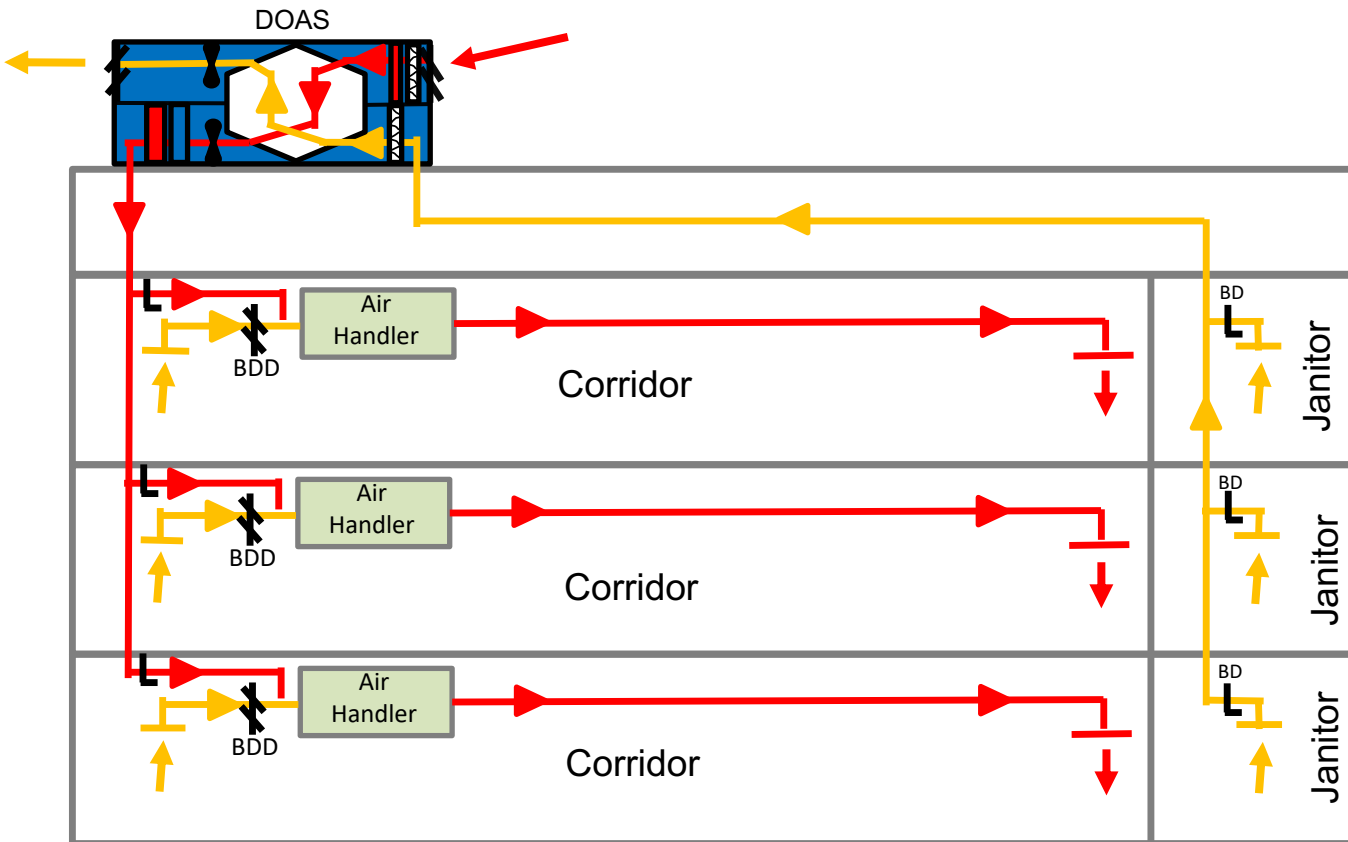 DOAS
Air
Handler
BDD
Corridor
BD
Janitor
Air
Handler
BDD
Corridor
BD
Janitor
Air
Handler
BDD
Corridor
BD
Janitor